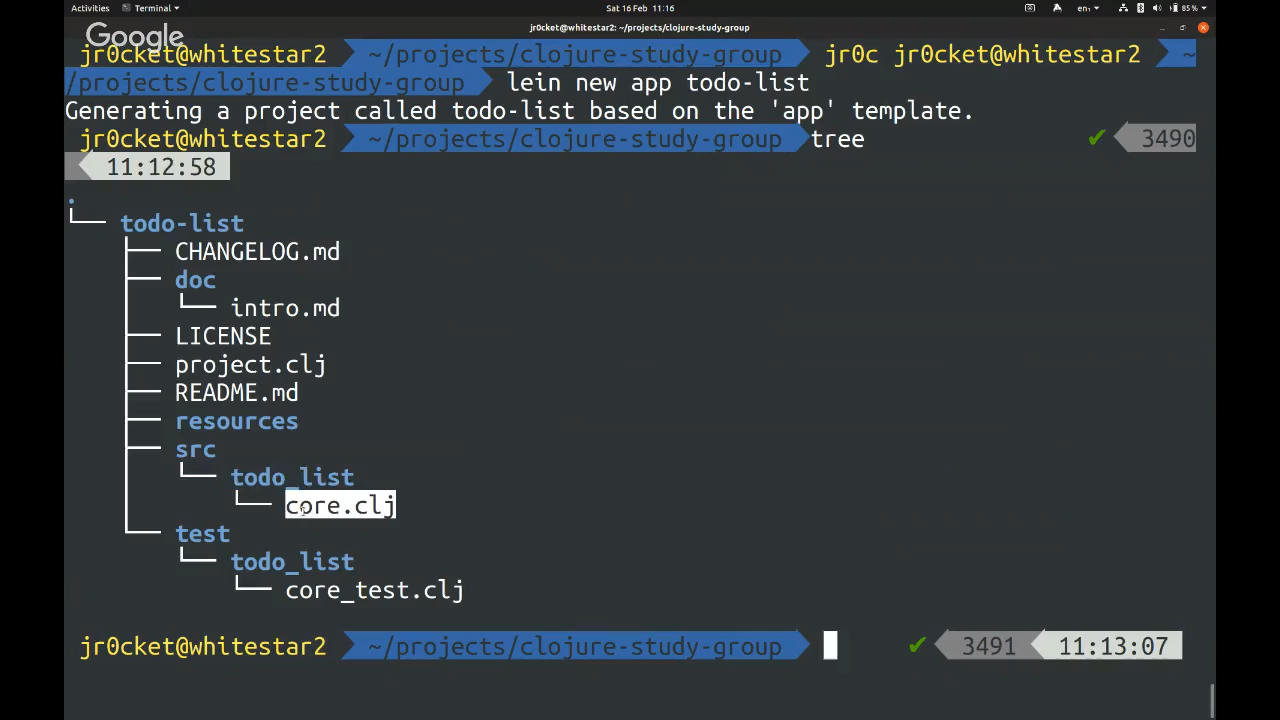 Activities Terminal Sat 16 Feb 11:16 en₁ 85 %
Google
jr0cket@whitestar2: ~/projects/clojure-study-group
jr0cket@whitestar2 ~/projects/clojure-study-group jr0c jr0cket@whitestar2 ~
/projects/clojure-study-group lein new app todo-list
Generating a project called todo-list based on the 'app' template.
jr0cket@whitestar2 ~/projects/clojure-study-group tree ✔ 3490
11:12:58
.
└── todo-list
├── CHANGELOG.md
├── doc
│ └── intro.md
├── LICENSE
├── project.clj
├── README.md
├── resources
├── src
│ └── todo_list
│ └── core.clj
└── test
└── todo_list
└── core_test.clj
jr0cket@whitestar2 ~/projects/clojure-study-group ✔ 3491 11:13:07